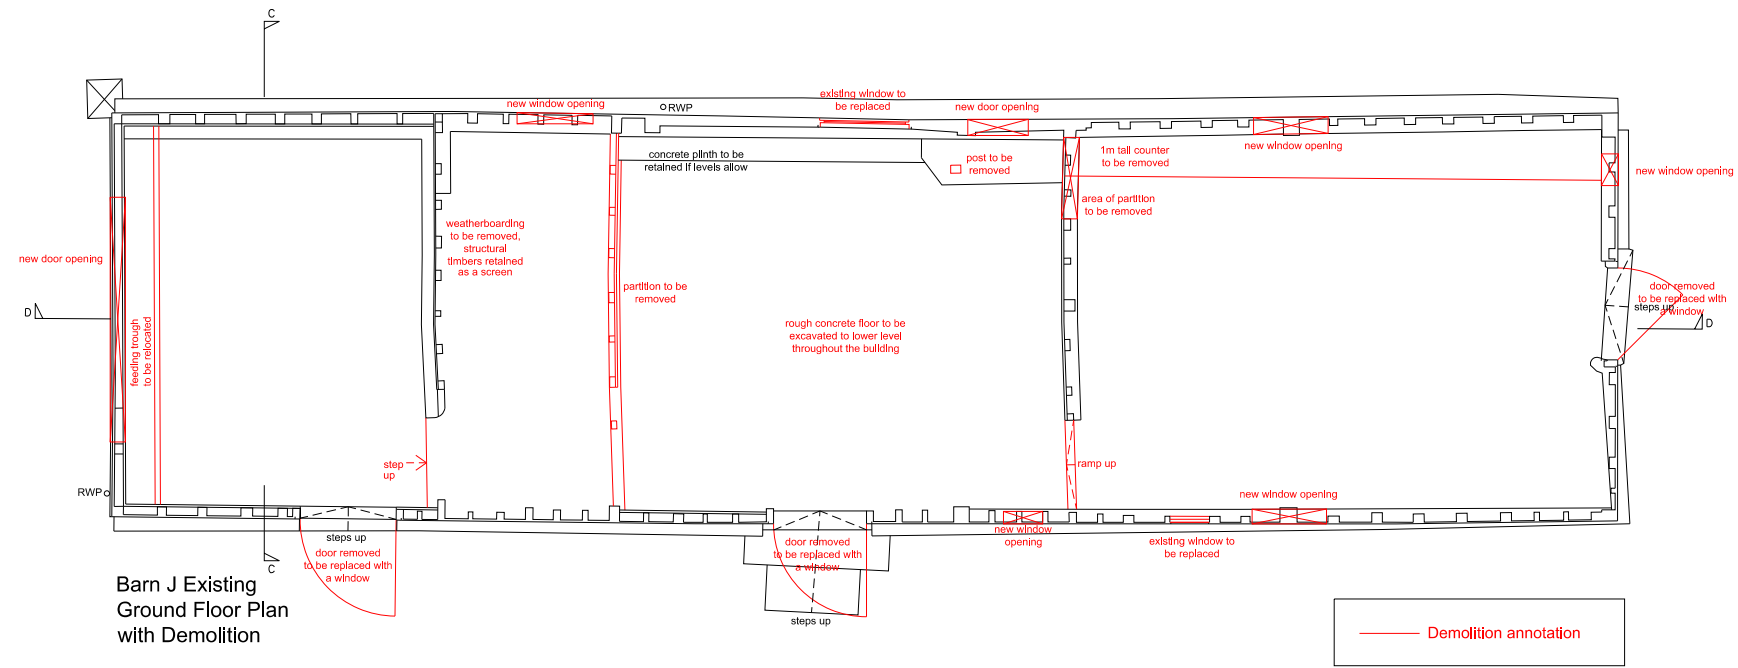 C
new window opening
RWP
existing window to
be replaced
new door opening
concrete plinth to be
retained if levels allow
post to be
removed
1m tall counter
to be removed
new window opening
new window opening
area of partition
to be removed
weatherboarding
to be removed,
structural
timbers retained
as a screen
new door opening
partition to be
removed
door removed
to be replaced with
a window
steps up
D
D
feeding trough
to be relocated
rough concrete floor to be
excavated to lower level
throughout the building
step
up
ramp up
RWP
new window opening
steps up
door removed
to be replaced with
a window
C
door removed
to be replaced with
a window
steps up
new window
opening
existing window to
be replaced
Barn J Existing
Ground Floor Plan
with Demolition
Demolition annotation